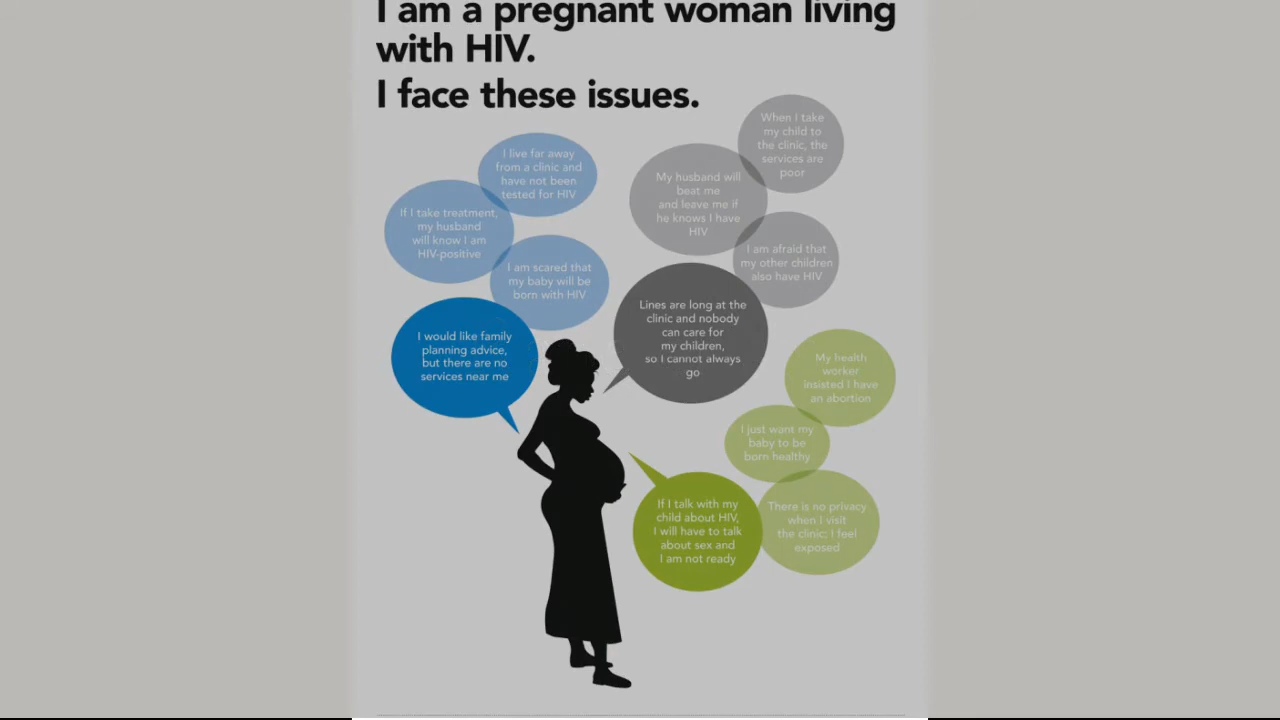 I am a pregnant woman living
with HIV.
I face these issues.
I live far away
from a clinic and
have not been
tested for HIV
If I take treatment,
my husband
will know I am
HIV-positive
I am scared that
my baby will be
born with HIV
I would like family
planning advice,
but there are no
services near me
When I take
my child to
the clinic, the
services are
poor
My husband will
beat me
and leave me if
he knows I have
HIV
I am afraid that
my other children
also have HIV
Lines are long at the
clinic and nobody
can care for
my children,
so I cannot always
go
My health
worker
insisted I have
an abortion
I just want my
baby to be
born healthy
There is no privacy
when I visit
the clinic: I feel
exposed
If I talk with my
child about HIV,
I will have to talk
about sex and
I am not ready